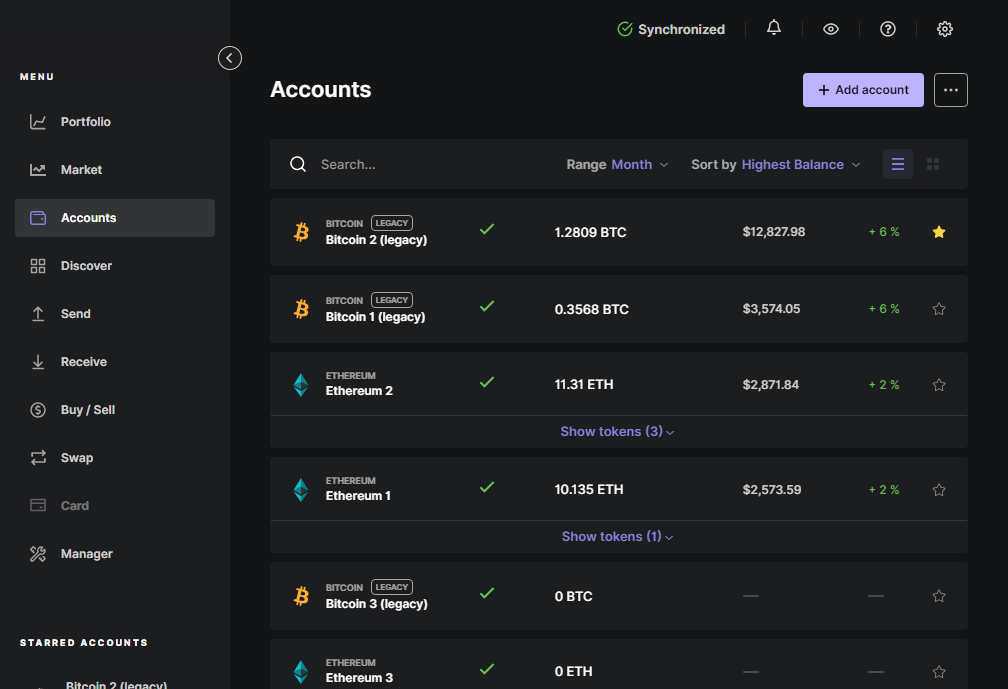 Synchronized
MENU
Accounts
+ Add account
Portfolio
Market
Accounts
Discover
Send
Receive
Buy / Sell
Swap
Card
Manager
STARRED ACCOUNTS
Bitcoin 2 (legacy)
Search...
Range Month
Sort by Highest Balance
BITCOIN LEGACY
Bitcoin 2 (legacy)
1.2809 BTC
$12,827.98
+ 6 %
BITCOIN LEGACY
Bitcoin 1 (legacy)
0.3568 BTC
$3,574.05
+ 6 %
ETHEREUM
Ethereum 2
11.31 ETH
$2,871.84
+ 2 %
Show tokens (3)
ETHEREUM
Ethereum 1
10.135 ETH
$2,573.59
+ 2 %
Show tokens (1)
BITCOIN LEGACY
Bitcoin 3 (legacy)
0 BTC
—
—
ETHEREUM
Ethereum 3
0 ETH
—
—